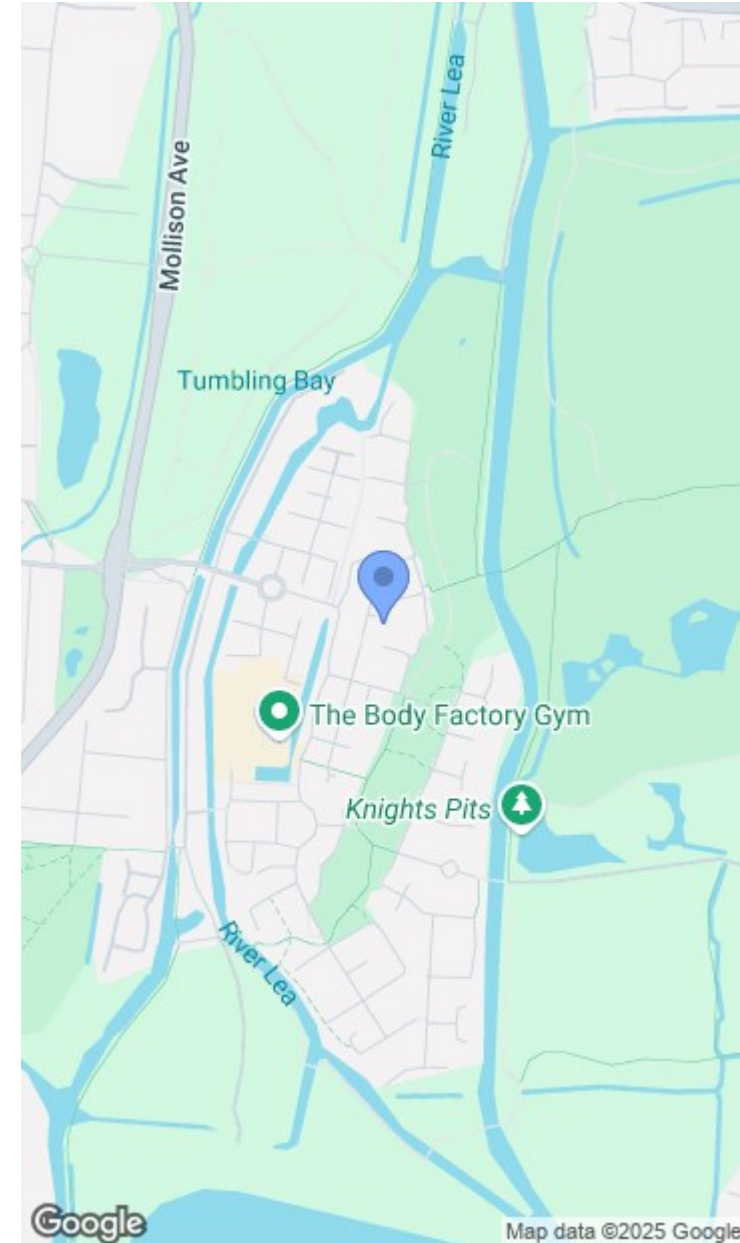 River Lea
Mollison Ave
Tumbling Bay
The Body Factory Gym
Knights Pits
River Lea
Google
Map data ©2025 Google